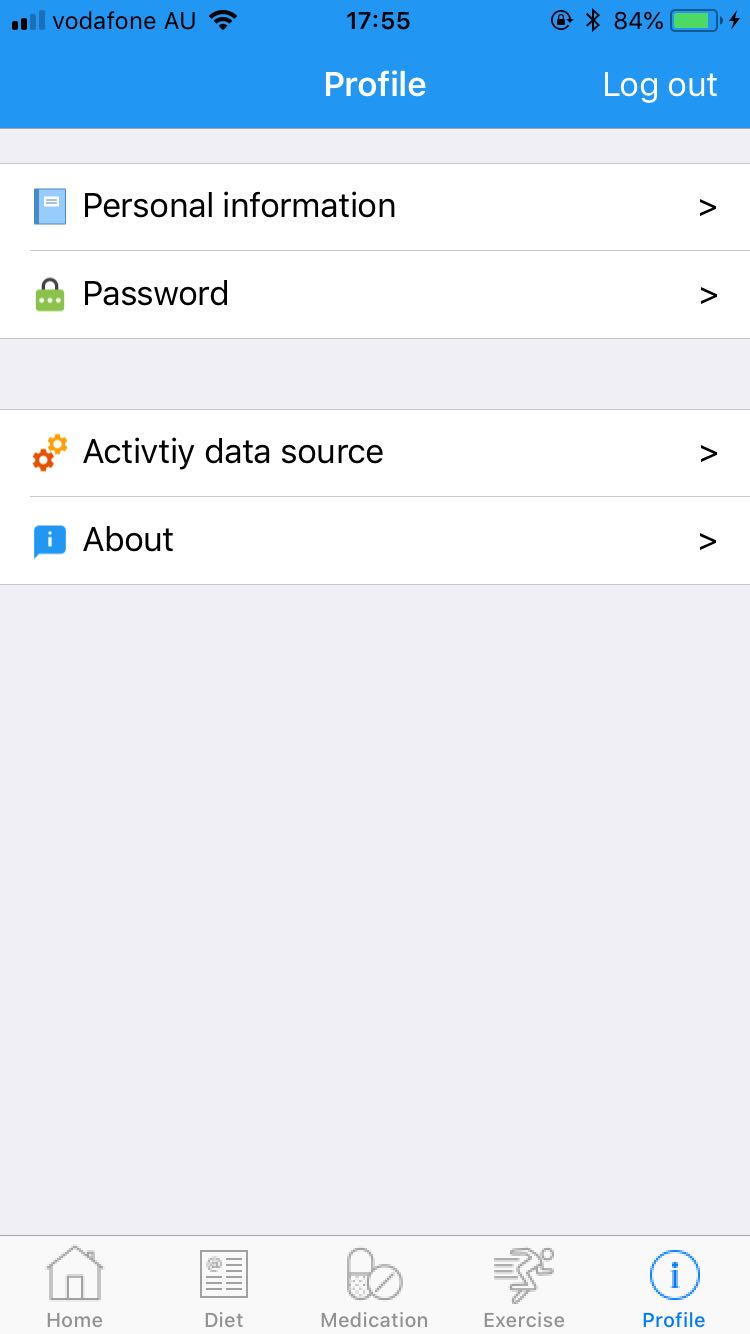 vodafone AU 17:55 84%
Profile Log out
Personal information >
Password >
Activtiy data source >
About >
Home Diet Medication Exercise Profile